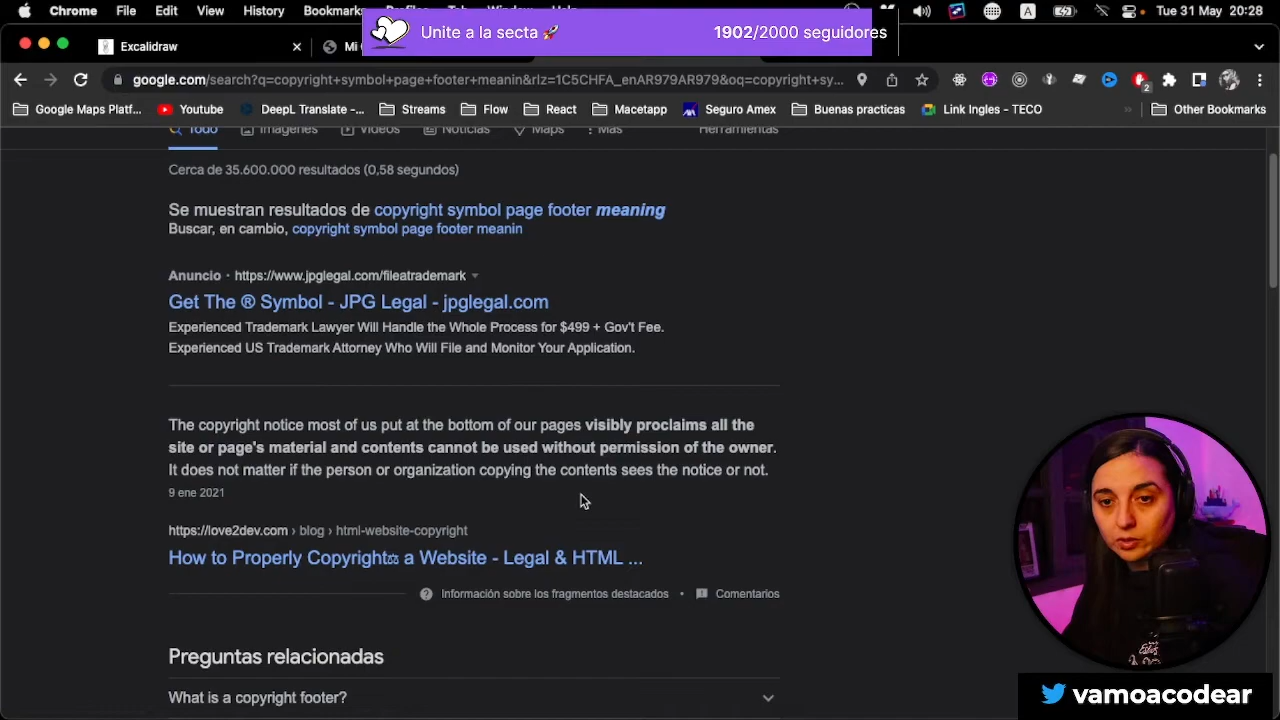 Chrome File Edit View History Bookmarks Profiles Tab Window Help A Tue 31 May 20:28
Unite a la secta 🚀 1902/2000 seguidores
Excalidraw Mi
google.com/search?q=copyright+symbol+page+footer+meanin&rlz=1C5CHFA_enAR979AR979&oq=copyright+sy... 2
Google Maps Platf... Youtube DeepL Translate -... Streams Flow React Macetapp Seguro Amex Buenas practicas Link Ingles - TECO » Other Bookmarks
Todo Imágenes Videos Noticias Maps Más Herramientas
Cerca de 35.600.000 resultados (0,58 segundos)
Se muestran resultados de copyright symbol page footer meaning
Buscar, en cambio, copyright symbol page footer meanin
Anuncio · https://www.jpglegal.com/fileatrademark
Get The ® Symbol - JPG Legal - jpglegal.com
Experienced Trademark Lawyer Will Handle the Whole Process for $499 + Gov't Fee.
Experienced US Trademark Attorney Who Will File and Monitor Your Application.
The copyright notice most of us put at the bottom of our pages visibly proclaims all the
site or page's material and contents cannot be used without permission of the owner.
It does not matter if the person or organization copying the contents sees the notice or not.
9 ene 2021
https://love2dev.com › blog › html-website-copyright
How to Properly Copyright⚖ a Website - Legal & HTML ...
Información sobre los fragmentos destacados • Comentarios
Preguntas relacionadas
What is a copyright footer?
vamoacodear